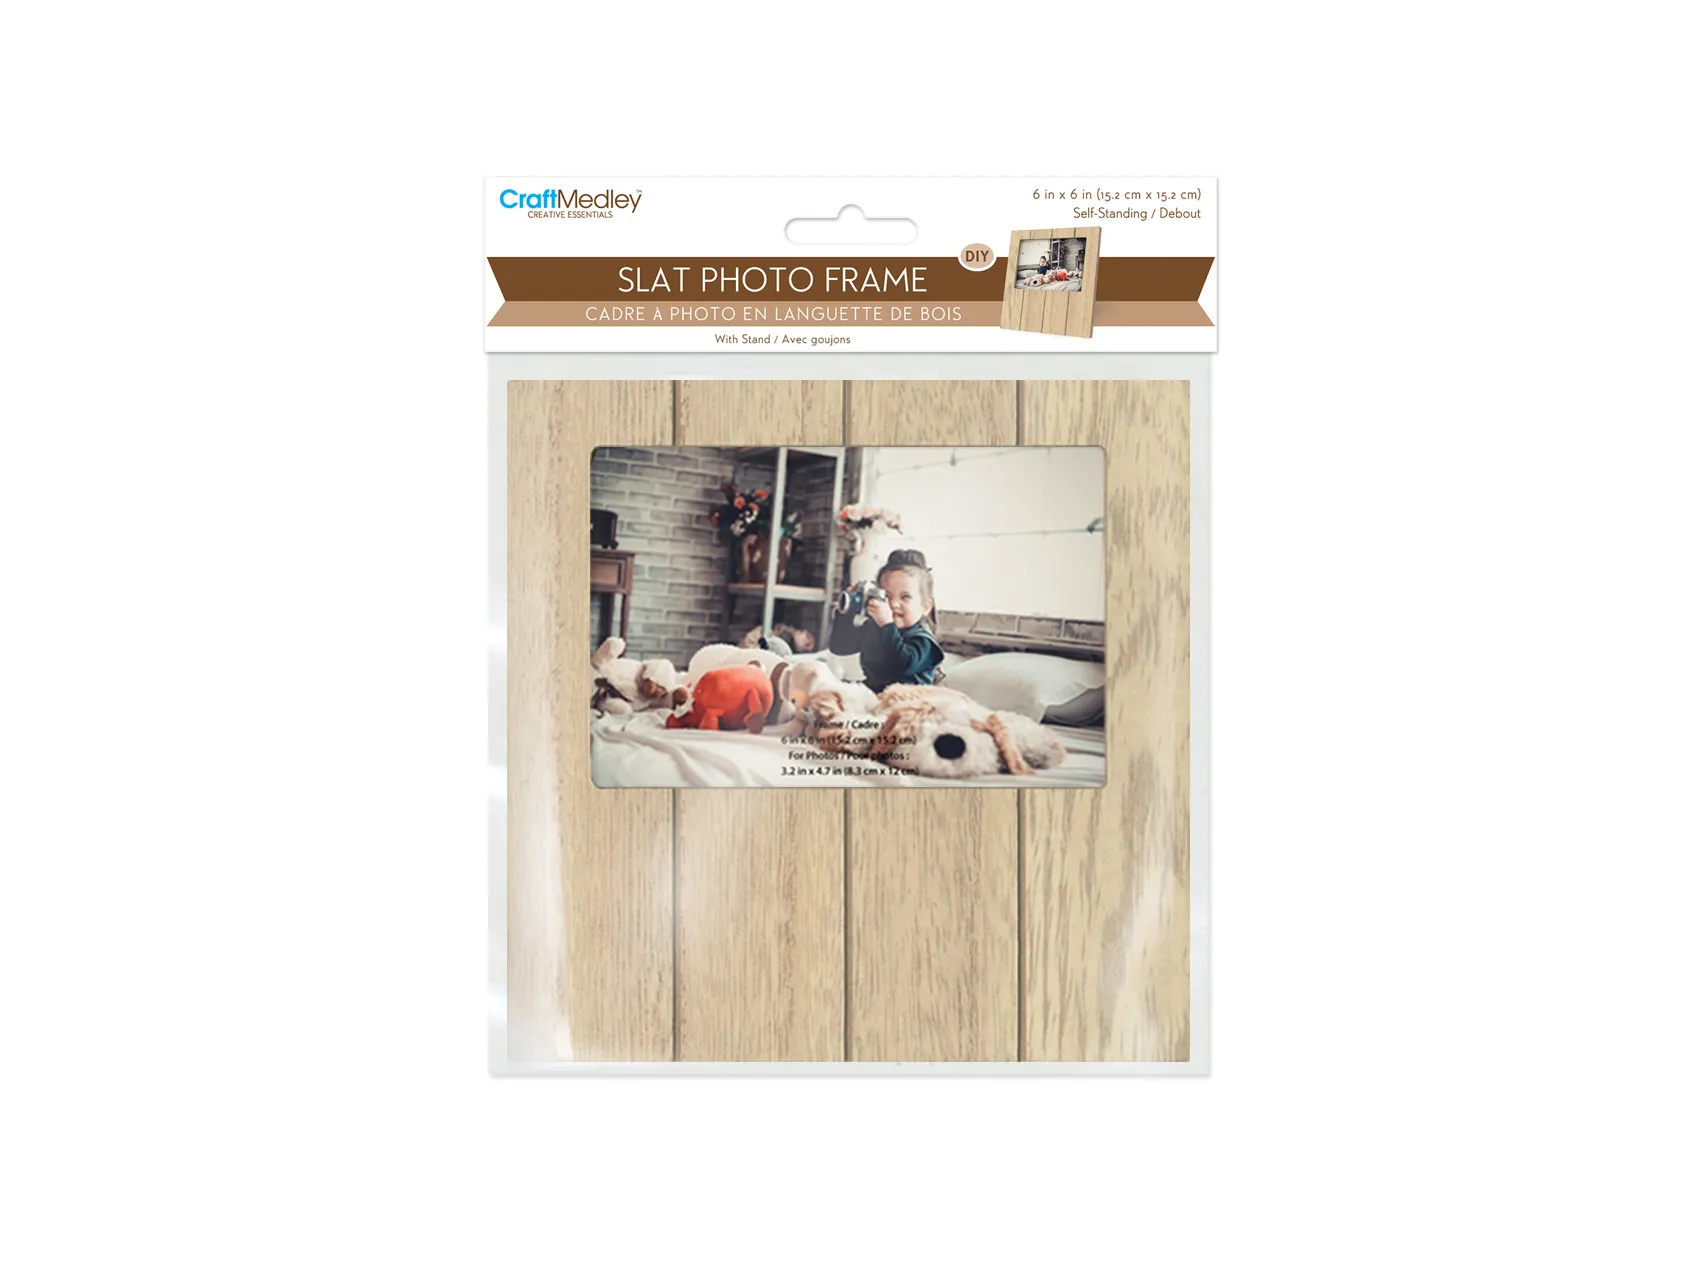 CraftMedley™
CREATIVE ESSENTIALS
6 in x 6 in (15.2 cm x 15.2 cm)
Self-Standing / Debout
DIY
SLAT PHOTO FRAME
CADRE À PHOTO EN LANGUETTE DE BOIS
With Stand / Avec goujons
Frame / Cadre :
6 in x 6 in (15.2 cm x 15.2 cm)
For Photos / Pour photos :
3.2 in x 4.7 in (8.3 cm x 12 cm)